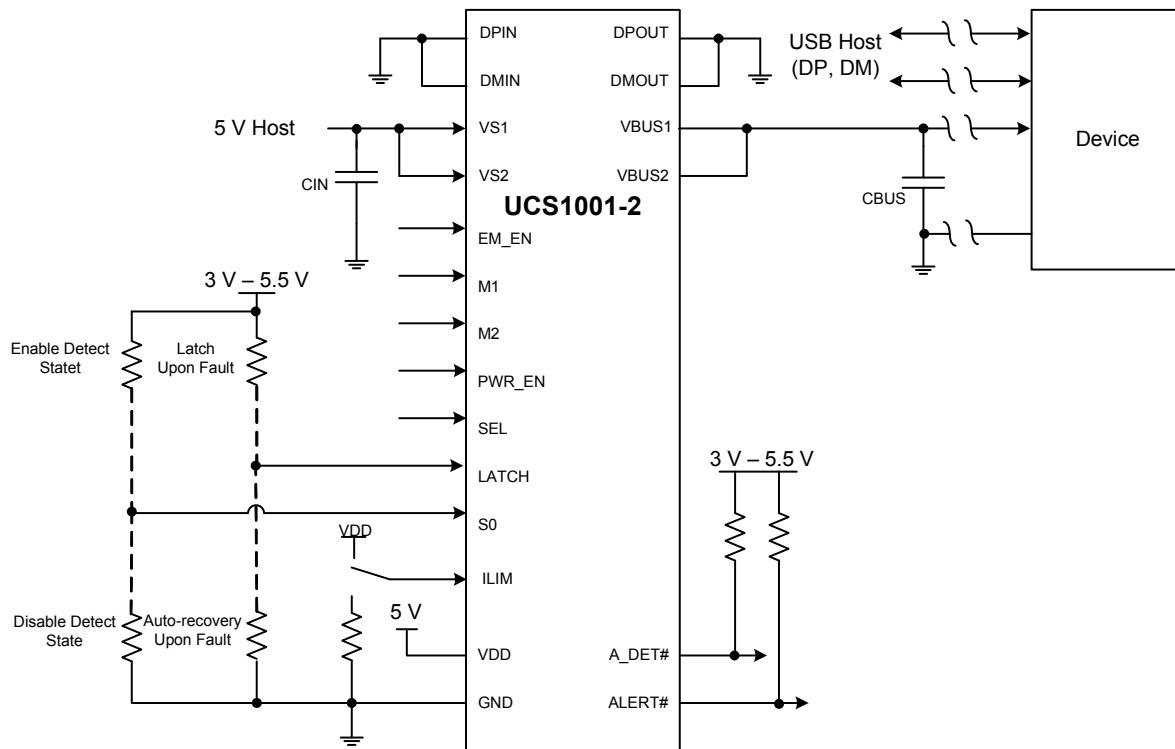 DPIN
DPOUT
USB Host
(DP, DM)
DMIN
DMOUT
5 V Host
VS1
VBUS1
Device
CIN
VS2
VBUS2
CBUS
UCS1001-2
EM_EN
3 V – 5.5 V
M1
Enable Detect
Statet
Latch
Upon Fault
M2
PWR_EN
SEL
3 V – 5.5 V
LATCH
S0
VDD
ILIM
Disable Detect
State
Auto-recovery
Upon Fault
5 V
VDD
A_DET#
GND
ALERT#